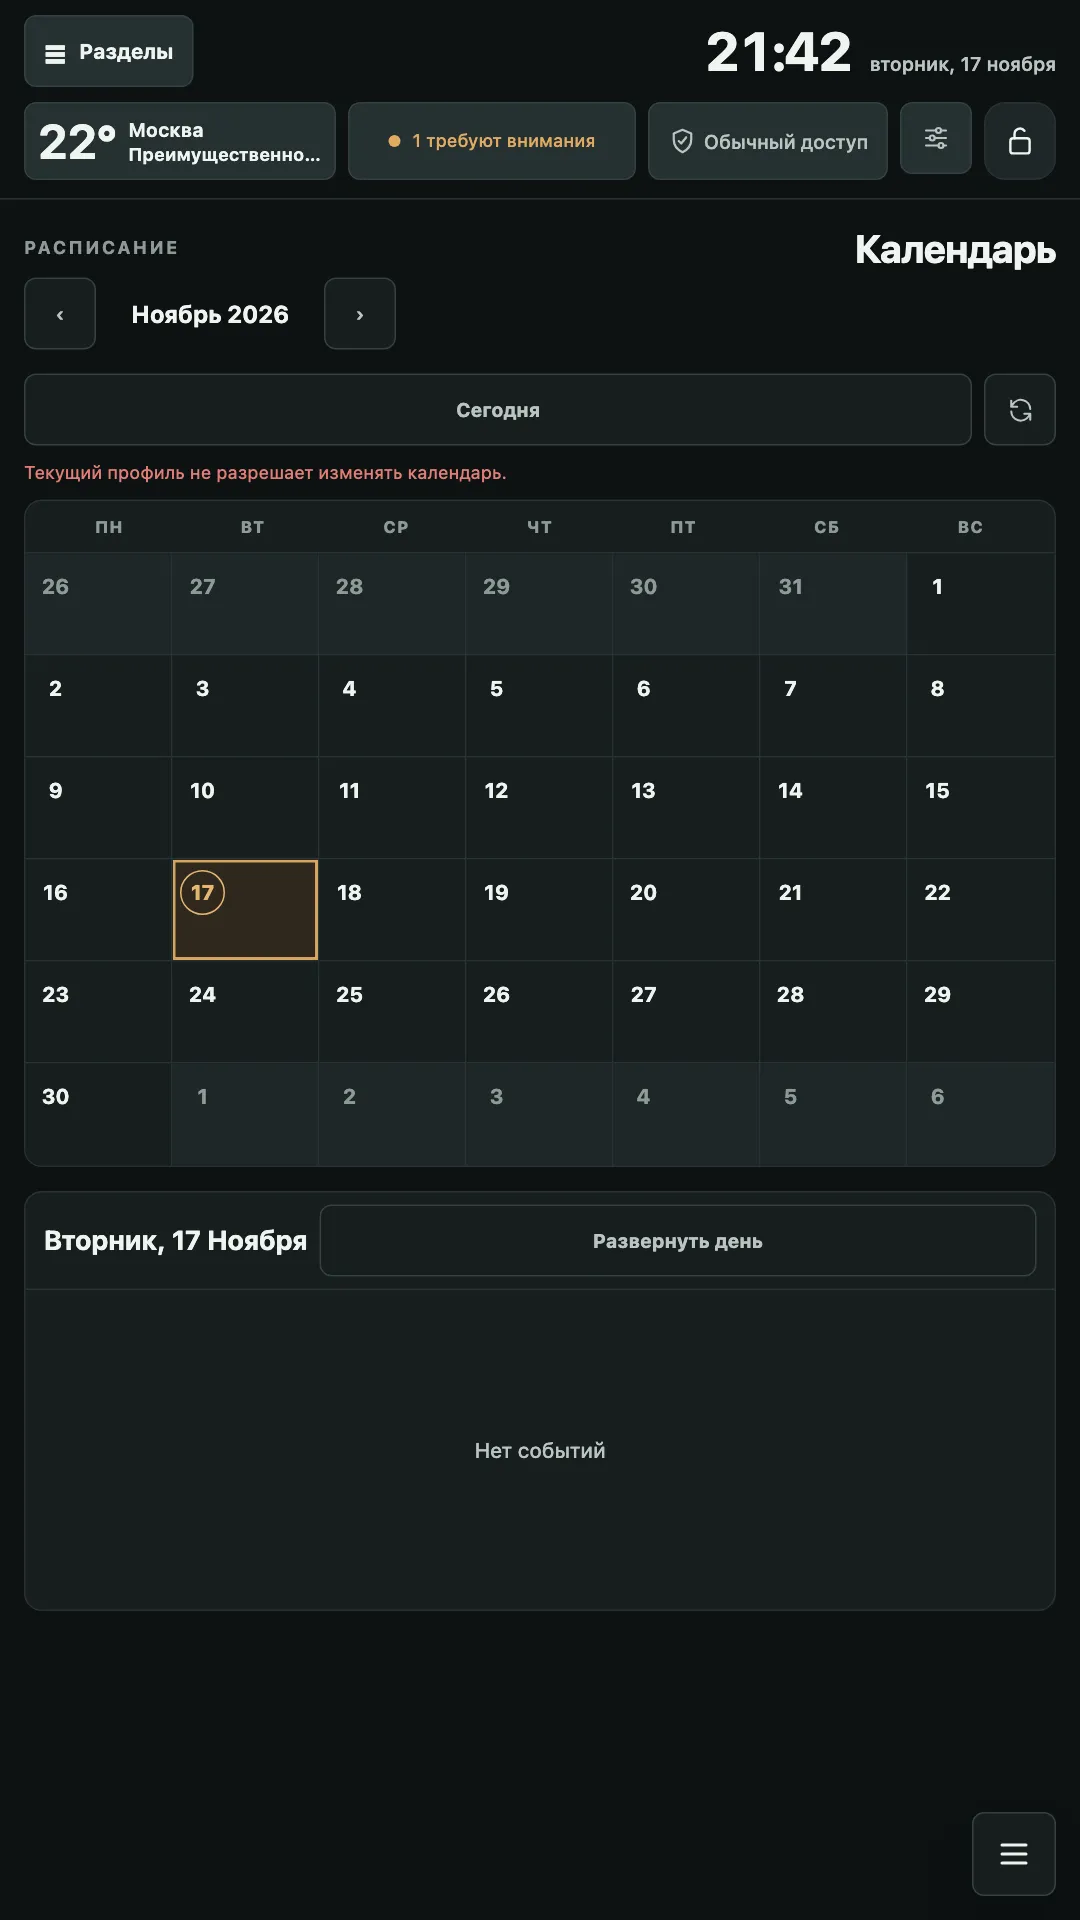 Разделы
21:42 вторник, 17 ноября
22° Москва
Преимущественно...
1 требуют внимания
Обычный доступ
РАСПИСАНИЕ
Календарь
‹ Ноябрь 2026 ›
Сегодня
Текущий профиль не разрешает изменять календарь.
ПН ВТ СР ЧТ ПТ СБ ВС
26 27 28 29 30 31 1
2 3 4 5 6 7 8
9 10 11 12 13 14 15
16 17 18 19 20 21 22
23 24 25 26 27 28 29
30 1 2 3 4 5 6
Вторник, 17 Ноября
Развернуть день
Нет событий